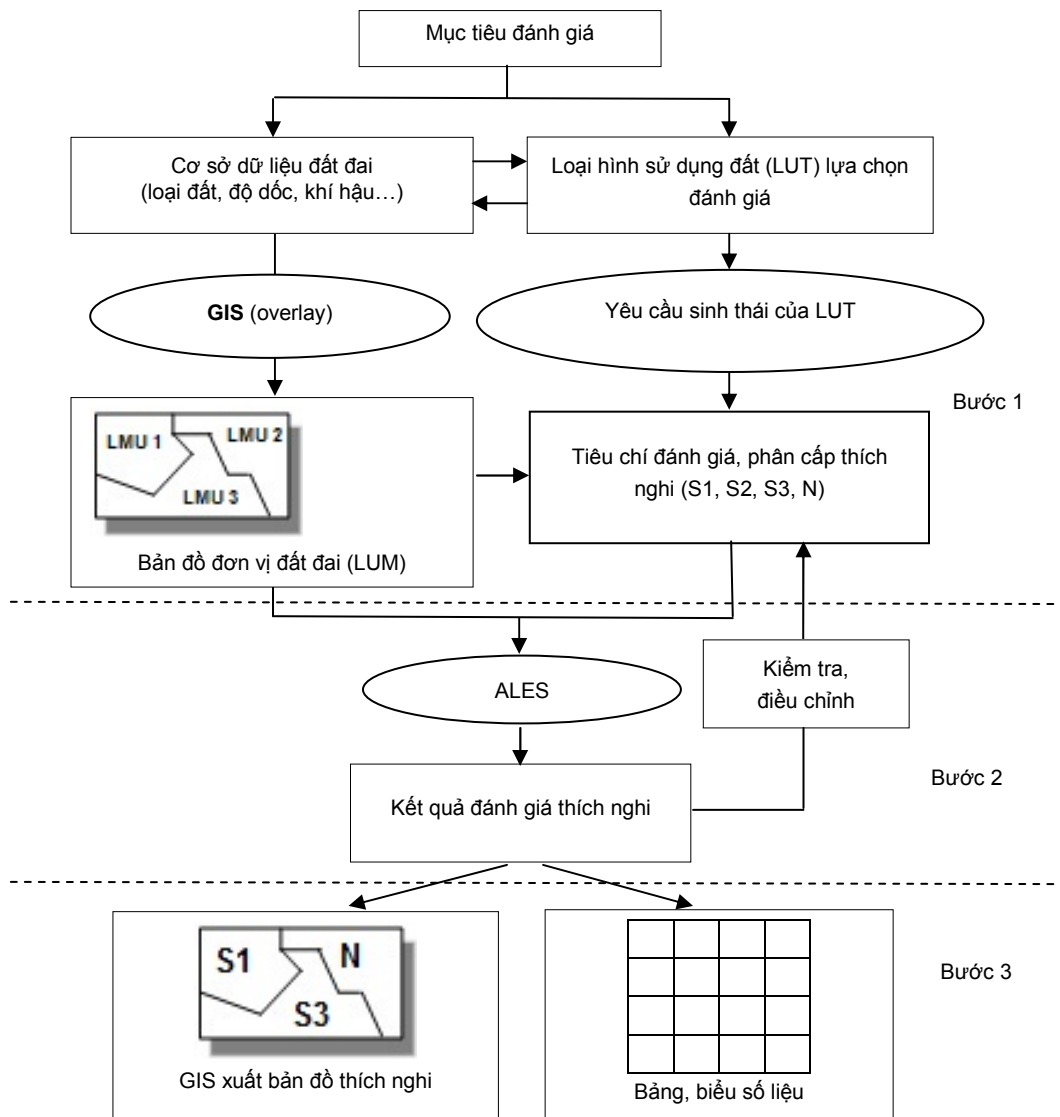 Mục tiêu đánh giá
Cơ sở dữ liệu đất đai
(loại đất, độ dốc, khí hậu…)
Loại hình sử dụng đất (LUT) lựa chọn
đánh giá
GIS (overlay)
Yêu cầu sinh thái của LUT
Bước 1
LMU 1
LMU 2
LMU 3
Bản đồ đơn vị đất đai (LUM)
Tiêu chí đánh giá, phân cấp thích
nghi (S1, S2, S3, N)
ALES
Kiểm tra,
điều chỉnh
Bước 2
Kết quả đánh giá thích nghi
S1
N
S3
GIS xuất bản đồ thích nghi
Bảng, biểu số liệu
Bước 3